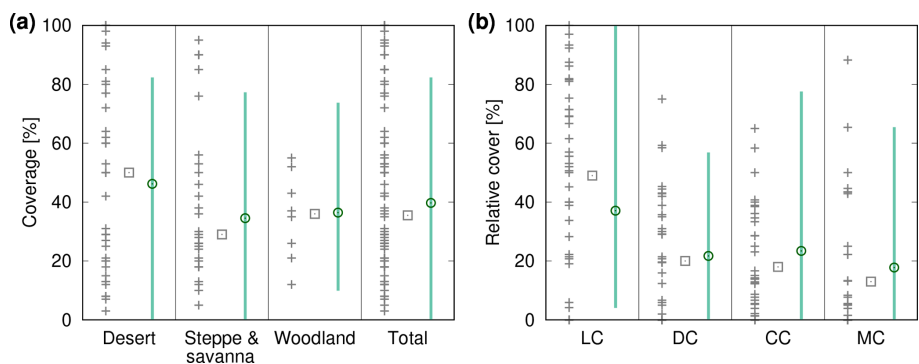 (a)
Coverage [%]
100
80
60
40
20
0
Desert
Steppe &
savanna
Woodland
Total
(b)
Relative cover [%]
100
80
60
40
20
0
LC
DC
CC
MC